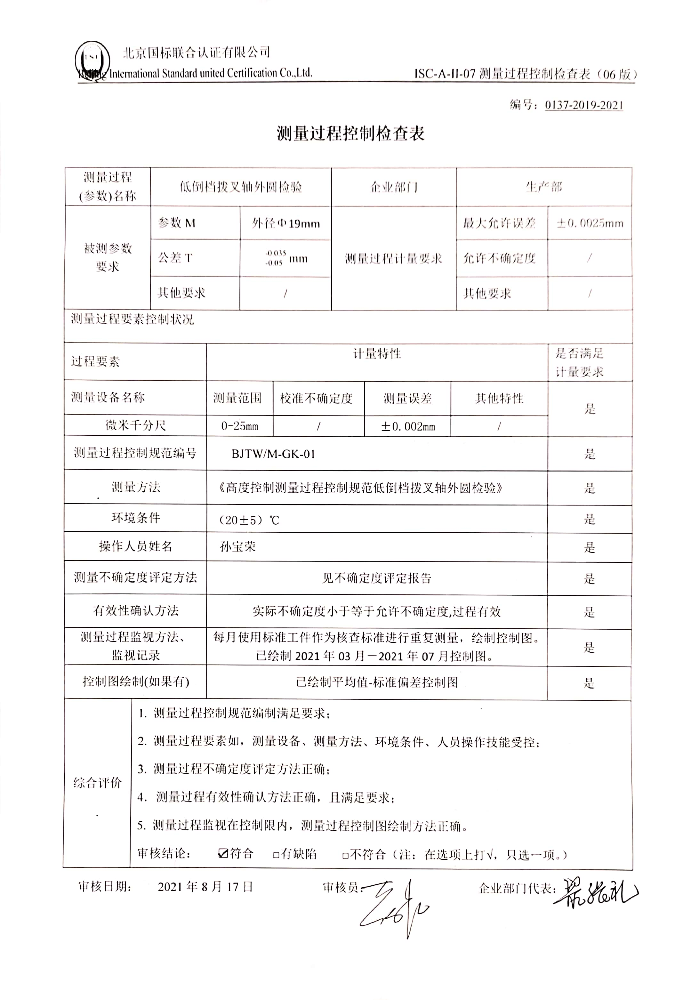 ISC
北京国标联合认证有限公司
Beijing International Standard united Certification Co.,Ltd.
ISC-A-II-07 测量过程控制检查表（06 版）
编号：0137-2019-2021
测量过程控制检查表
测量过程
(参数)名称
低倒档拨叉轴外圆检验
企业部门
生产部
被测参数
要求
参数 M
外径Φ19mm
测量过程计量要求
最大允许误差
±0.0025mm
公差 T
-0.035
-0.05 mm
允许不确定度
/
其他要求
/
其他要求
/
测量过程要素控制状况
过程要素
计量特性
是否满足
计量要求
测量设备名称
测量范围
校准不确定度
测量误差
其他特性
是
微米千分尺
0-25mm
/
±0.002mm
/
测量过程控制规范编号
BJTW/M-GK-01
是
测量方法
《高度控制测量过程控制规范低倒档拨叉轴外圆检验》
是
环境条件
（20±5）℃
是
操作人员姓名
孙宝荣
是
测量不确定度评定方法
见不确定度评定报告
是
有效性确认方法
实际不确定度小于等于允许不确定度,过程有效
是
测量过程监视方法、
监视记录
每月使用标准工件作为核查标准进行重复测量，绘制控制图。
已绘制 2021 年 03 月－2021 年 07 月控制图。
是
控制图绘制(如果有)
已绘制平均值-标准偏差控制图
是
综合评价
1. 测量过程控制规范编制满足要求；
2. 测量过程要素如，测量设备、测量方法、环境条件、人员操作技能受控；
3. 测量过程不确定度评定方法正确；
4. 测量过程有效性确认方法正确，且满足要求；
5. 测量过程监视在控制限内，测量过程控制图绘制方法正确。
审核结论： ☑符合 □有缺陷 □不符合（注：在选项上打√，只选一项。）
审核日期： 2021 年 8 月 17 日 审核员: 企业部门代表: